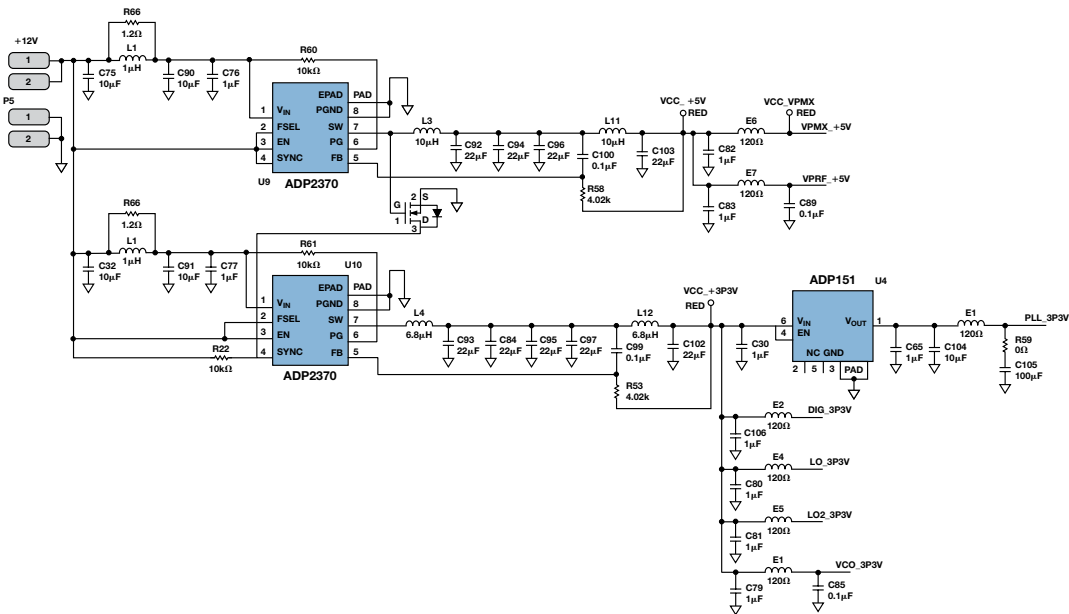 +12V
1
2
P5
1
2
R66
1.2Ω
L1
1µH
C75
10µF
C90
10µF
C76
1µF
R60
10kΩ
EPAD
PAD
PGND
8
SW
7
PG
6
FB
5
1
VIN
2
FSEL
3
EN
4
SYNC
U9
ADP2370
L3
10µH
C92
22µF
C94
22µF
C96
22µF
C100
0.1µF
L11
10µH
C103
22µF
R58
4.02k
VCC_ +5V
RED
C82
1µF
E6
120Ω
VCC_VPMX
RED
VPMX_+5V
C83
1µF
E7
120Ω
VPRF_+5V
C89
0.1µF
2
S
G
1
D
3
R66
1.2Ω
L1
1µH
C32
10µF
C91
10µF
C77
1µF
R61
10kΩ
U10
EPAD
PAD
PGND
8
SW
7
PG
6
FB
5
1
VIN
2
FSEL
3
EN
4
SYNC
R22
10kΩ
ADP2370
L4
6.8µH
C93
22µF
C84
22µF
C95
22µF
C97
22µF
C99
0.1µF
L12
6.8µH
C102
22µF
R53
4.02k
VCC_+3P3V
RED
C30
1µF
ADP151
U4
6
VIN
4
EN
VOUT
1
NC GND
2
5
3
PAD
C65
1µF
C104
10µF
E1
120Ω
PLL_3P3V
R59
0Ω
C105
100µF
E2
120Ω
DIG_3P3V
C106
1µF
E4
120Ω
LO_3P3V
C80
1µF
E5
120Ω
LO2_3P3V
C81
1µF
E1
120Ω
VCO_3P3V
C79
1µF
C85
0.1µF